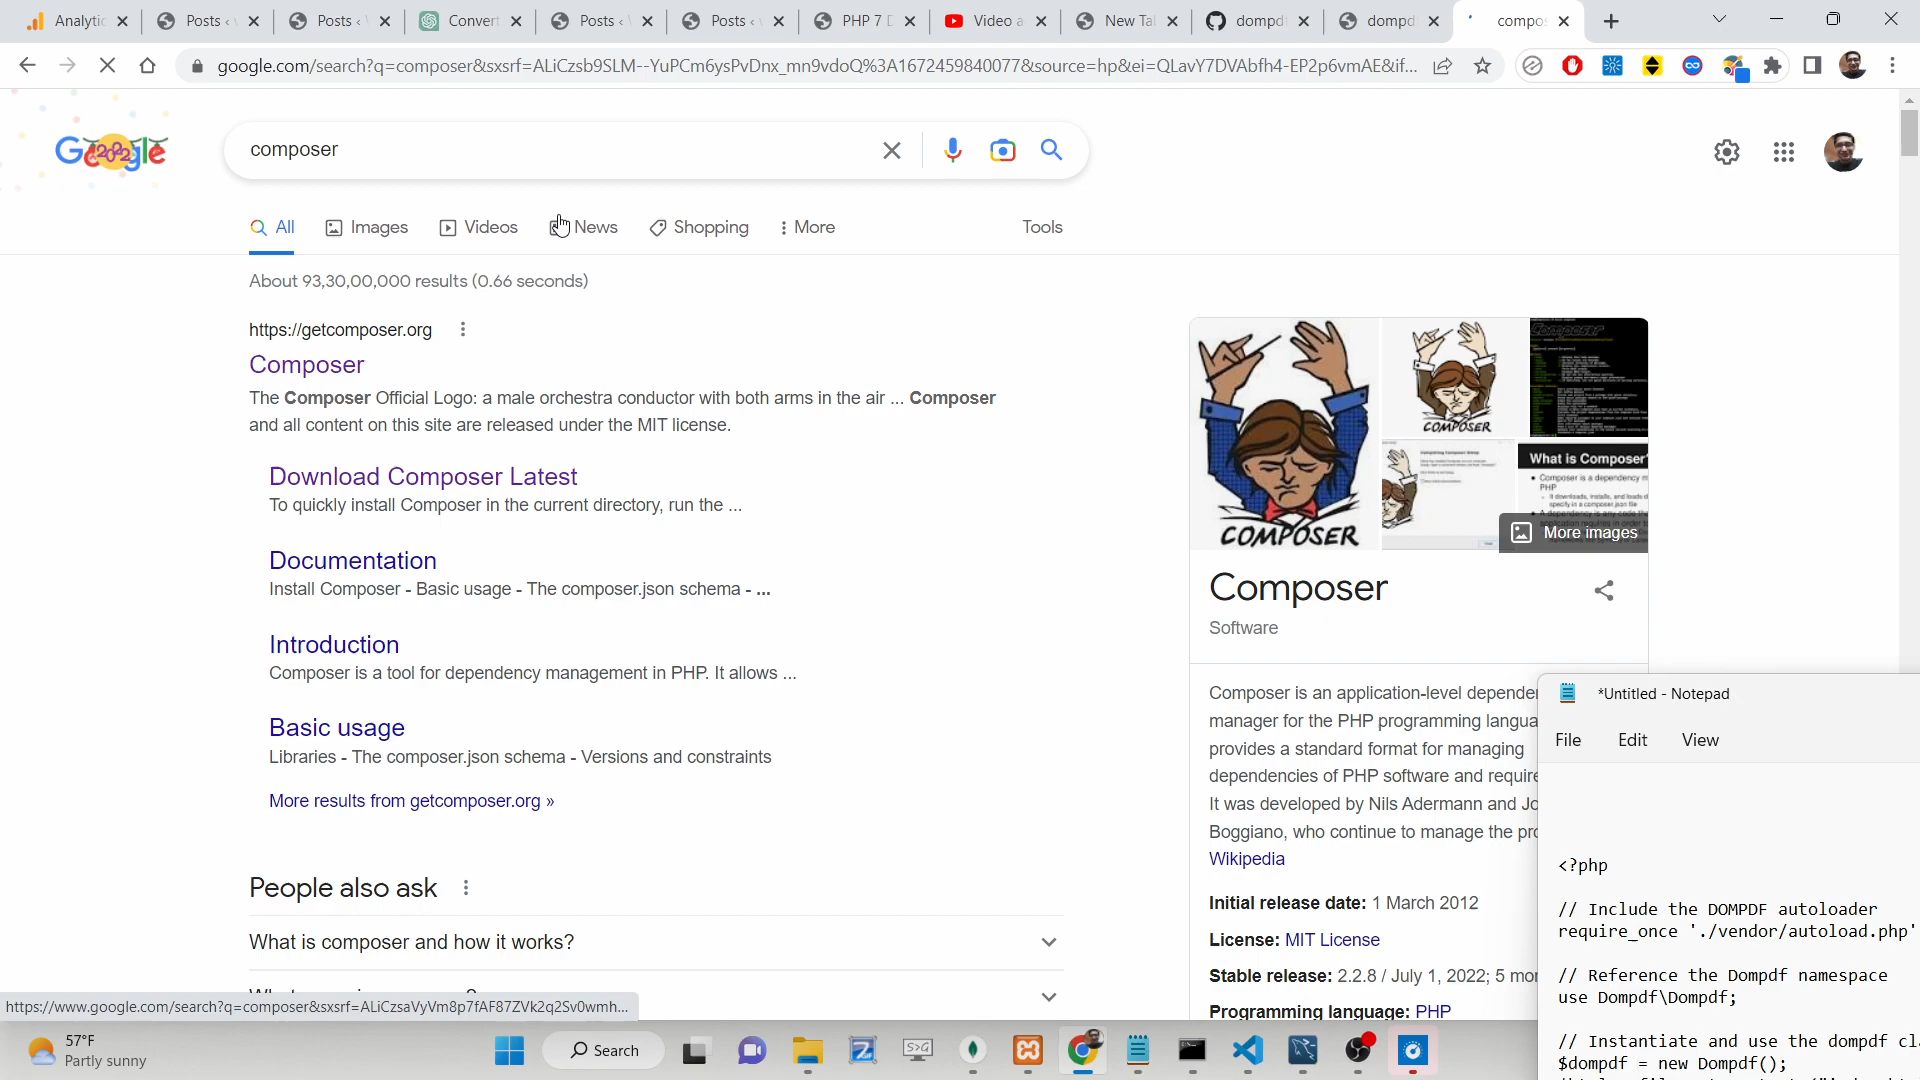 Analytic
Posts ‹
Posts ‹
Convert
Posts ‹
Posts ‹
PHP 7 D
Video a
New Tab
dompdf
dompd
compos
google.com/search?q=composer&sxsrf=ALiCzsb9SLM--YuPCm6ysPvDnx_mn9vdoQ%3A1672459840077&source=hp&ei=QLavY7DVAbfh4-EP2p6vmAE&if...
Google
2022
composer
All
Images
Videos
News
Shopping
More
Tools
About 93,30,00,000 results (0.66 seconds)
https://getcomposer.org
Composer
The Composer Official Logo: a male orchestra conductor with both arms in the air ... Composer
and all content on this site are released under the MIT license.
Download Composer Latest
To quickly install Composer in the current directory, run the ...
Documentation
Install Composer - Basic usage - The composer.json schema - ...
Introduction
Composer is a tool for dependency management in PHP. It allows ...
Basic usage
Libraries - The composer.json schema - Versions and constraints
More results from getcomposer.org »
People also ask
What is composer and how it works?
COMPOSER
COMPOSER
What is Composer?
More images
Composer
Software
Composer is an application-level depende
manager for the PHP programming langua
provides a standard format for managing
dependencies of PHP software and require
It was developed by Nils Adermann and Jo
Boggiano, who continue to manage the pro
Wikipedia
Initial release date: 1 March 2012
License: MIT License
Stable release: 2.2.8 / July 1, 2022; 5 mon
Programming language: PHP
*Untitled - Notepad
File
Edit
View
<?php
// Include the DOMPDF autoloader
require_once './vendor/autoload.php'
// Reference the Dompdf namespace
use Dompdf\Dompdf;
// Instantiate and use the dompdf cl
$dompdf = new Dompdf();
https://www.google.com/search?q=composer&sxsrf=ALiCzsaVyVm8p7fAF87ZVk2q2Sv0wmh...
57°F
Partly sunny
Search